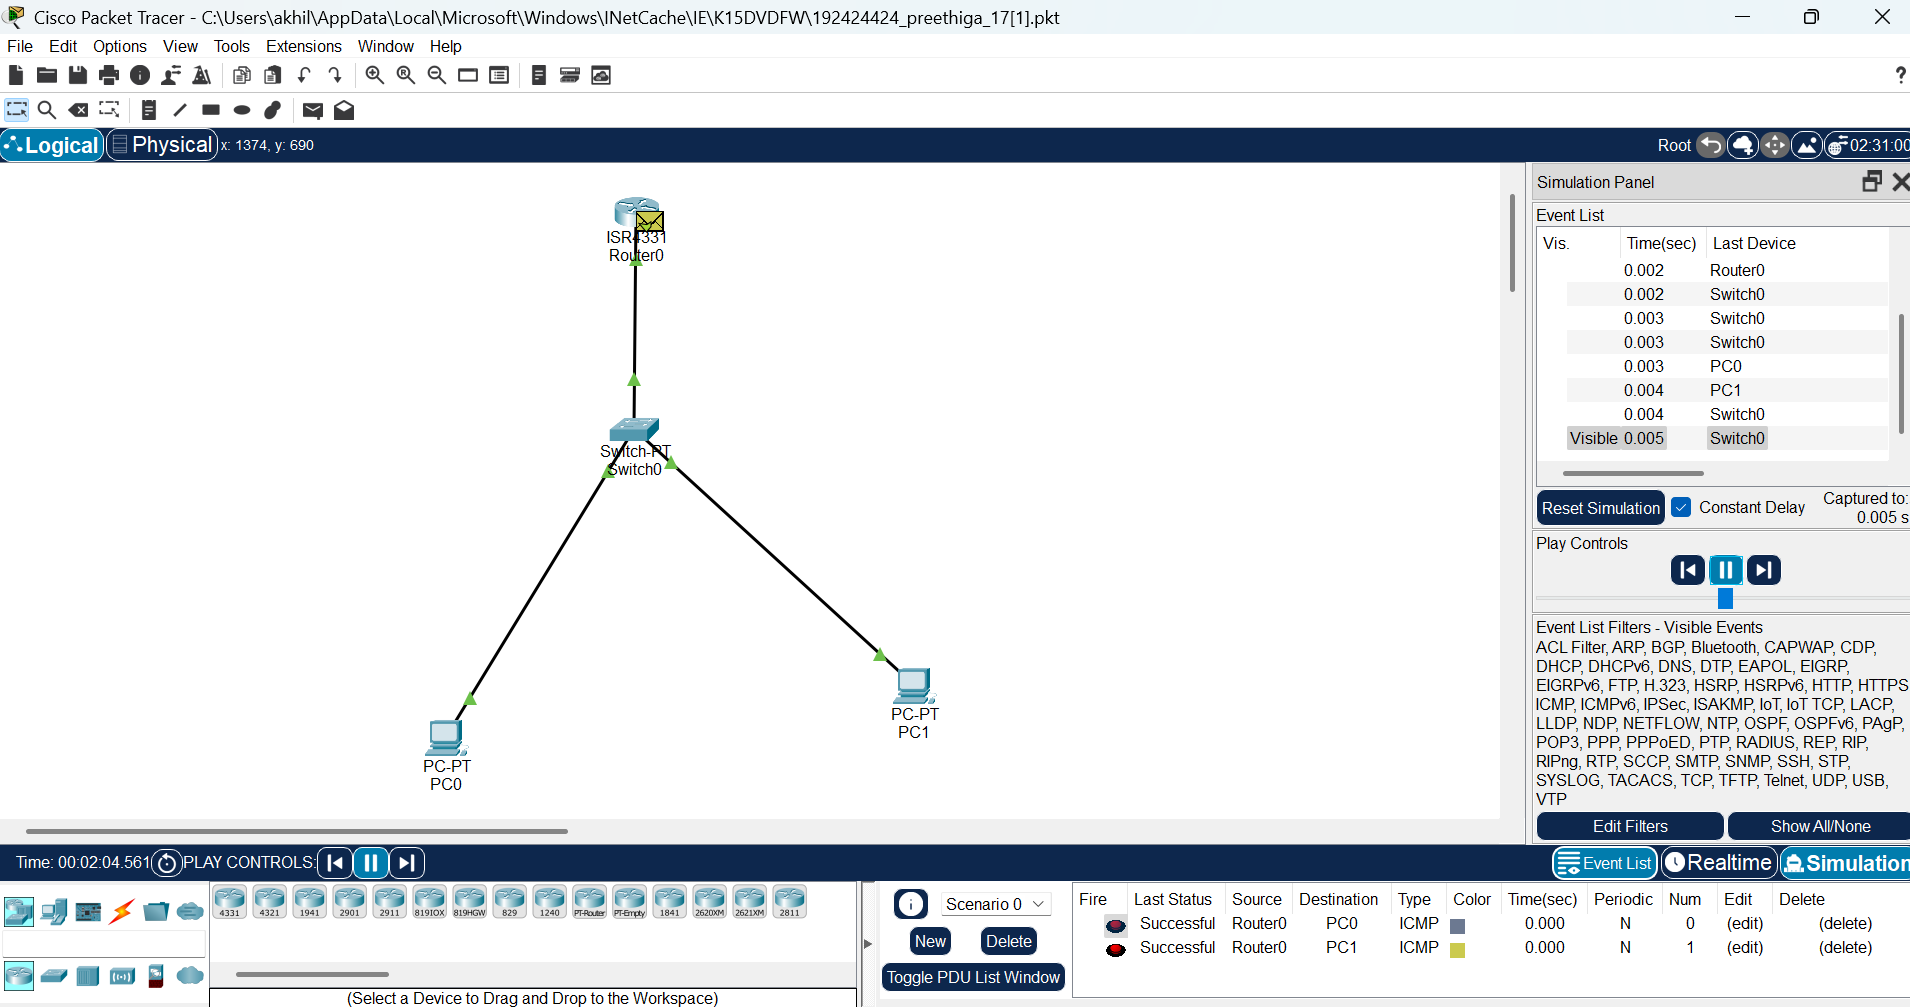 Cisco Packet Tracer - C:\Users\akhil\AppData\Local\Microsoft\Windows\INetCache\IE\K15DVDFW\192424424_preethiga_17[1].pkt
File Edit Options View Tools Extensions Window Help
?
Logical Physical x: 1374, y: 690 Root 02:31:00
ISR4331
Router0
Switch-PT
Switch0
PC-PT
PC1
PC-PT
PC0
Simulation Panel
Event List
Vis. Time(sec) Last Device
0.002 Router0
0.002 Switch0
0.003 Switch0
0.003 Switch0
0.003 PC0
0.004 PC1
0.004 Switch0
Visible 0.005 Switch0
Reset Simulation Constant Delay Captured to:
0.005 s
Play Controls
Event List Filters - Visible Events
ACL Filter, ARP, BGP, Bluetooth, CAPWAP, CDP,
DHCP, DHCPv6, DNS, DTP, EAPOL, EIGRP,
EIGRPv6, FTP, H.323, HSRP, HSRPv6, HTTP, HTTPS
ICMP, ICMPv6, IPSec, ISAKMP, IoT, IoT TCP, LACP,
LLDP, NDP, NETFLOW, NTP, OSPF, OSPFv6, PAgP,
POP3, PPP, PPPoED, PTP, RADIUS, REP, RIP,
RIPng, RTP, SCCP, SMTP, SNMP, SSH, STP,
SYSLOG, TACACS, TCP, TFTP, Telnet, UDP, USB,
VTP
Edit Filters Show All/None
Time: 00:02:04.561 PLAY CONTROLS: Event List Realtime Simulation
4331 4321 1941 2901 2911 819IOX 819HGW 829 1240 PT-Router PT-Empty 1841 2620XM 2621XM 2811
(Select a Device to Drag and Drop to the Workspace)
Scenario 0
New Delete
Toggle PDU List Window
Fire Last Status Source Destination Type Color Time(sec) Periodic Num Edit Delete
Successful Router0 PC0 ICMP 0.000 N 0 (edit) (delete)
Successful Router0 PC1 ICMP 0.000 N 1 (edit) (delete)